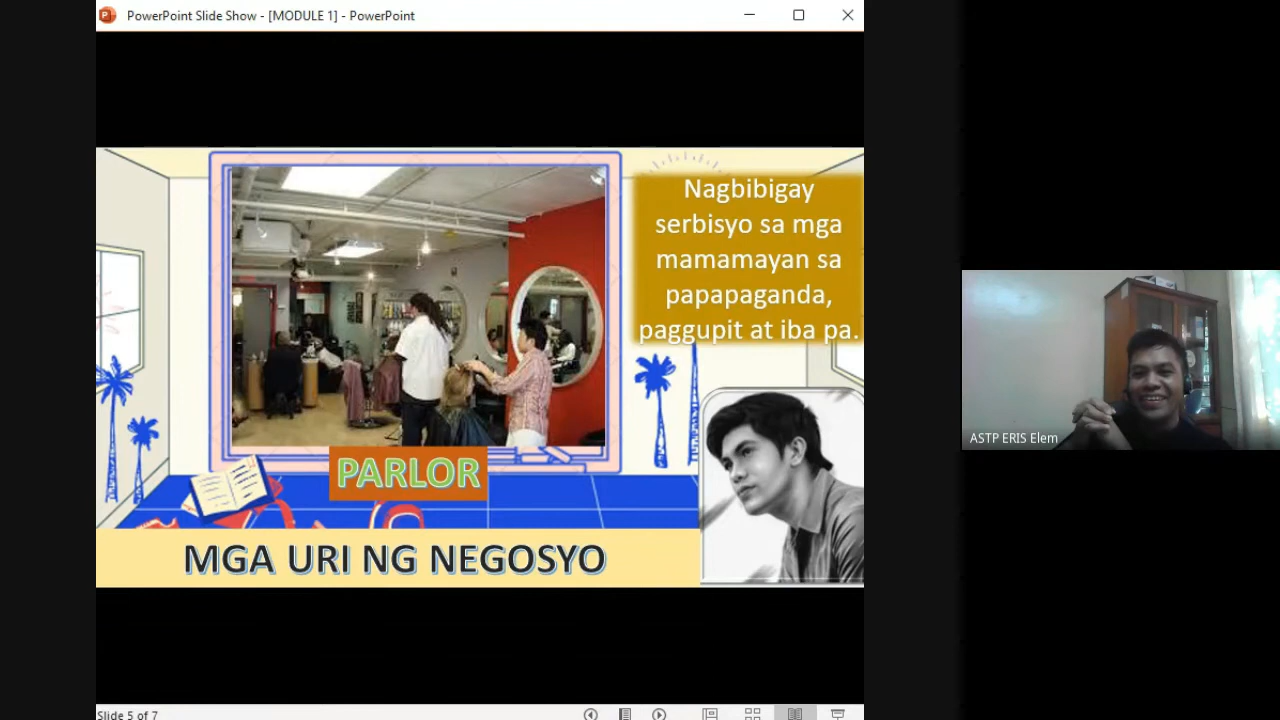 PowerPoint Slide Show - [MODULE 1] - PowerPoint
Nagbibigay
serbisyo sa mga
mamamayan sa
papapaganda,
paggupit at iba pa.
PARLOR
MGA URI NG NEGOSYO
ASTP ERIS Elem
Slide 5 of 7